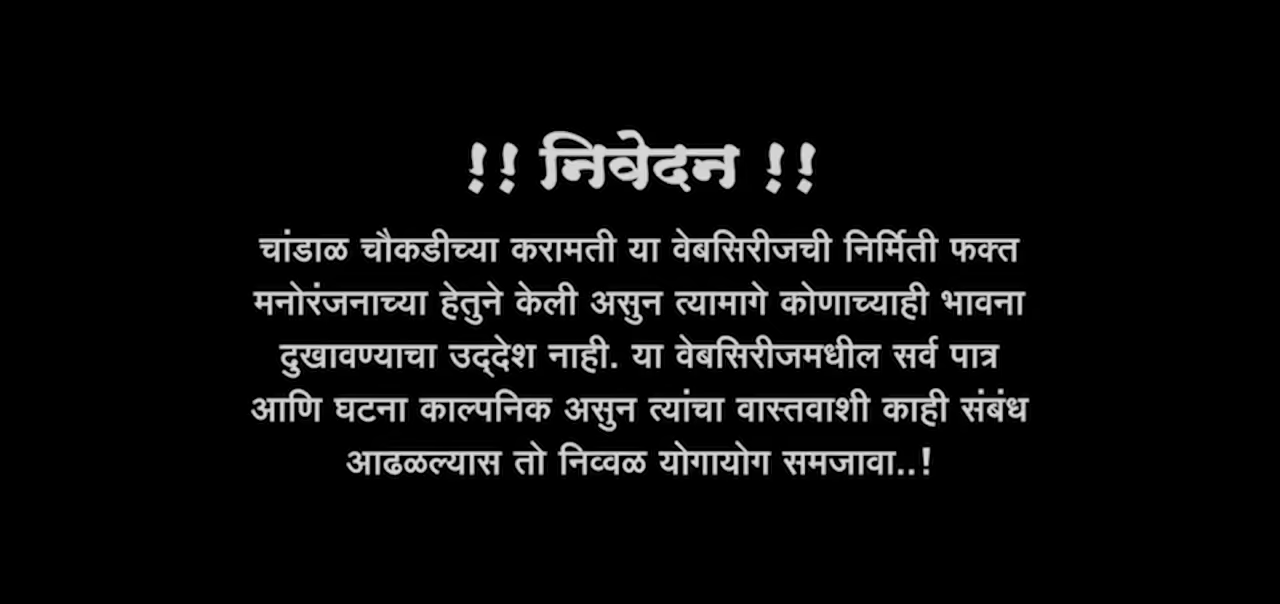 !! निवेदन !!
चांडाळ चौकडीच्या करामती या वेबसिरीजची निर्मिती फक्त
मनोरंजनाच्या हेतुने केली असुन त्यामागे कोणाच्याही भावना
दुखावण्याचा उद्‌देश नाही. या वेबसिरीजमधील सर्व पात्र
आणि घटना काल्पनिक असुन त्यांचा वास्तवाशी काही संबंध
आढळल्यास तो निव्वळ योगायोग समजावा..!